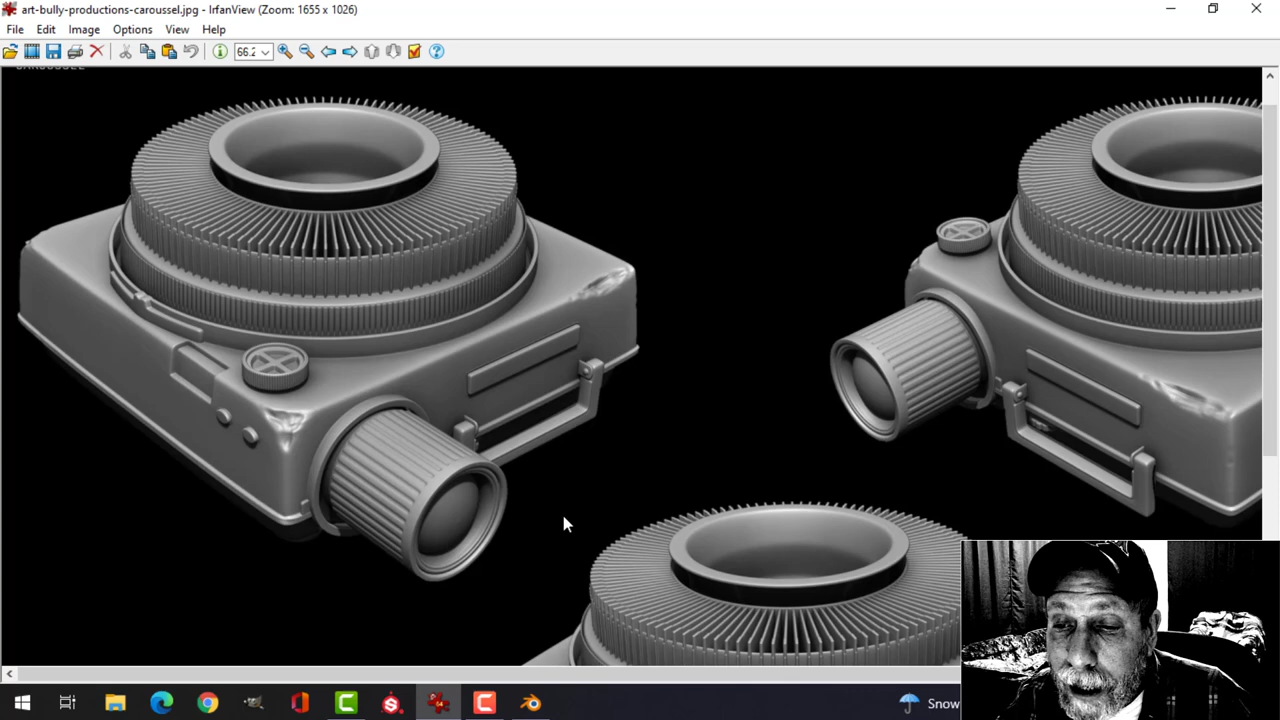 art-bully-productions-caroussel.jpg - IrfanView (Zoom: 1655 x 1026)
File Edit Image Options View Help
66.2
Snow